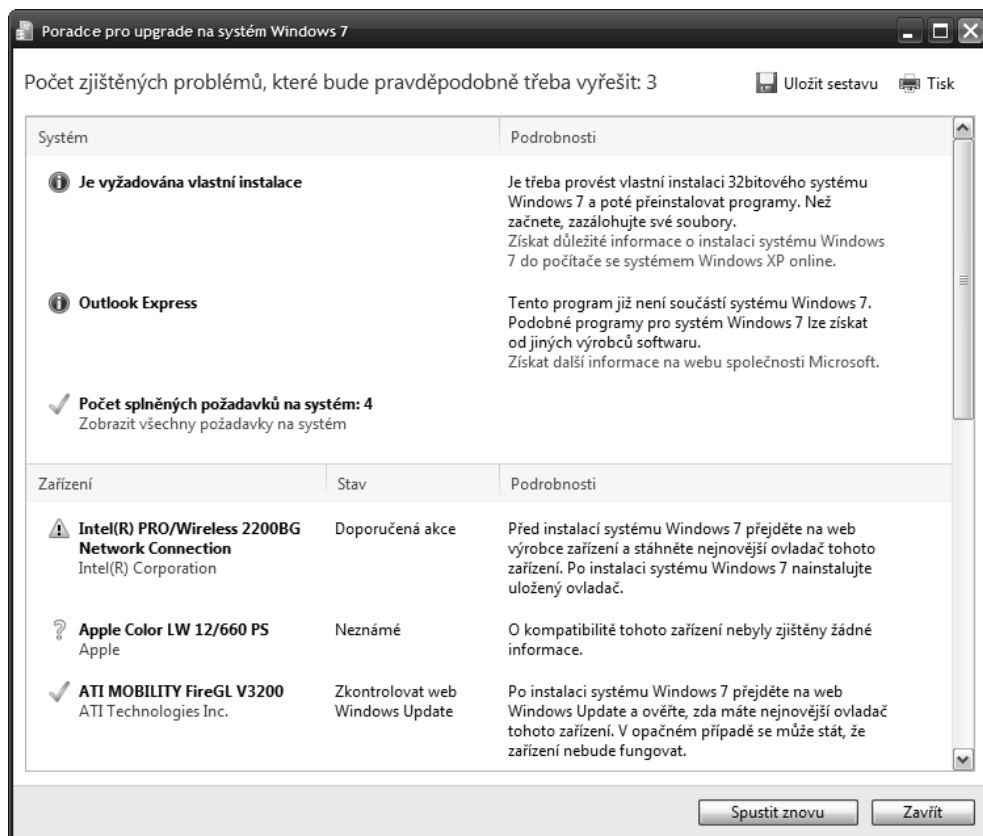 Poradce pro upgrade na systém Windows 7
Počet zjištěných problémů, které bude pravděpodobně třeba vyřešit: 3
Uložit sestavu
Tisk
Systém
Podrobnosti
Je vyžadována vlastní instalace
Je třeba provést vlastní instalaci 32bitového systému
Windows 7 a poté přeinstalovat programy. Než
začnete, zazálohujte své soubory.
Získat důležité informace o instalaci systému Windows
7 do počítače se systémem Windows XP online.
Outlook Express
Tento program již není součástí systému Windows 7.
Podobné programy pro systém Windows 7 lze získat
od jiných výrobců softwaru.
Získat další informace na webu společnosti Microsoft.
Počet splněných požadavků na systém: 4
Zobrazit všechny požadavky na systém
Zařízení
Stav
Podrobnosti
Intel(R) PRO/Wireless 2200BG
Network Connection
Intel(R) Corporation
Doporučená akce
Před instalací systému Windows 7 přejděte na web
výrobce zařízení a stáhněte nejnovější ovladač tohoto
zařízení. Po instalaci systému Windows 7 nainstalujte
uložený ovladač.
Apple Color LW 12/660 PS
Apple
Neznámé
O kompatibilitě tohoto zařízení nebyly zjištěny žádné
informace.
ATI MOBILITY FireGL V3200
ATI Technologies Inc.
Zkontrolovat web
Windows Update
Po instalaci systému Windows 7 přejděte na web
Windows Update a ověřte, zda máte nejnovější ovladač
tohoto zařízení. V opačném případě se může stát, že
zařízení nebude fungovat.
Spustit znovu
Zavřít